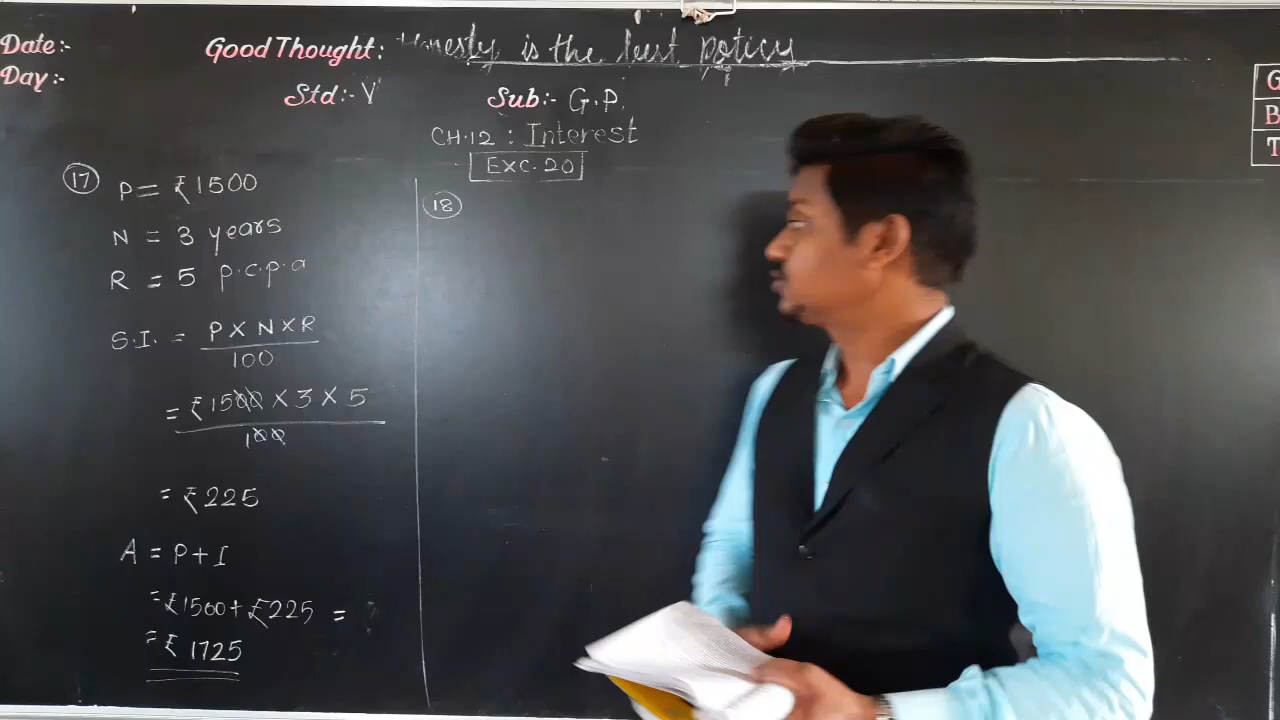 Date:-
Good Thought: Honesty is the best policy
Day:-
Std:- V
Sub:- G.P.
CH.12 : Interest
Exc.20
17
P = ₹1500
N = 3 years
R = 5 p.c.p.a
S.I. = P X N X R
100
= ₹1500 X 3 X 5
100
= ₹225
A = P + I
= ₹1500 + ₹225 =
= ₹ 1725
18
G
B
T